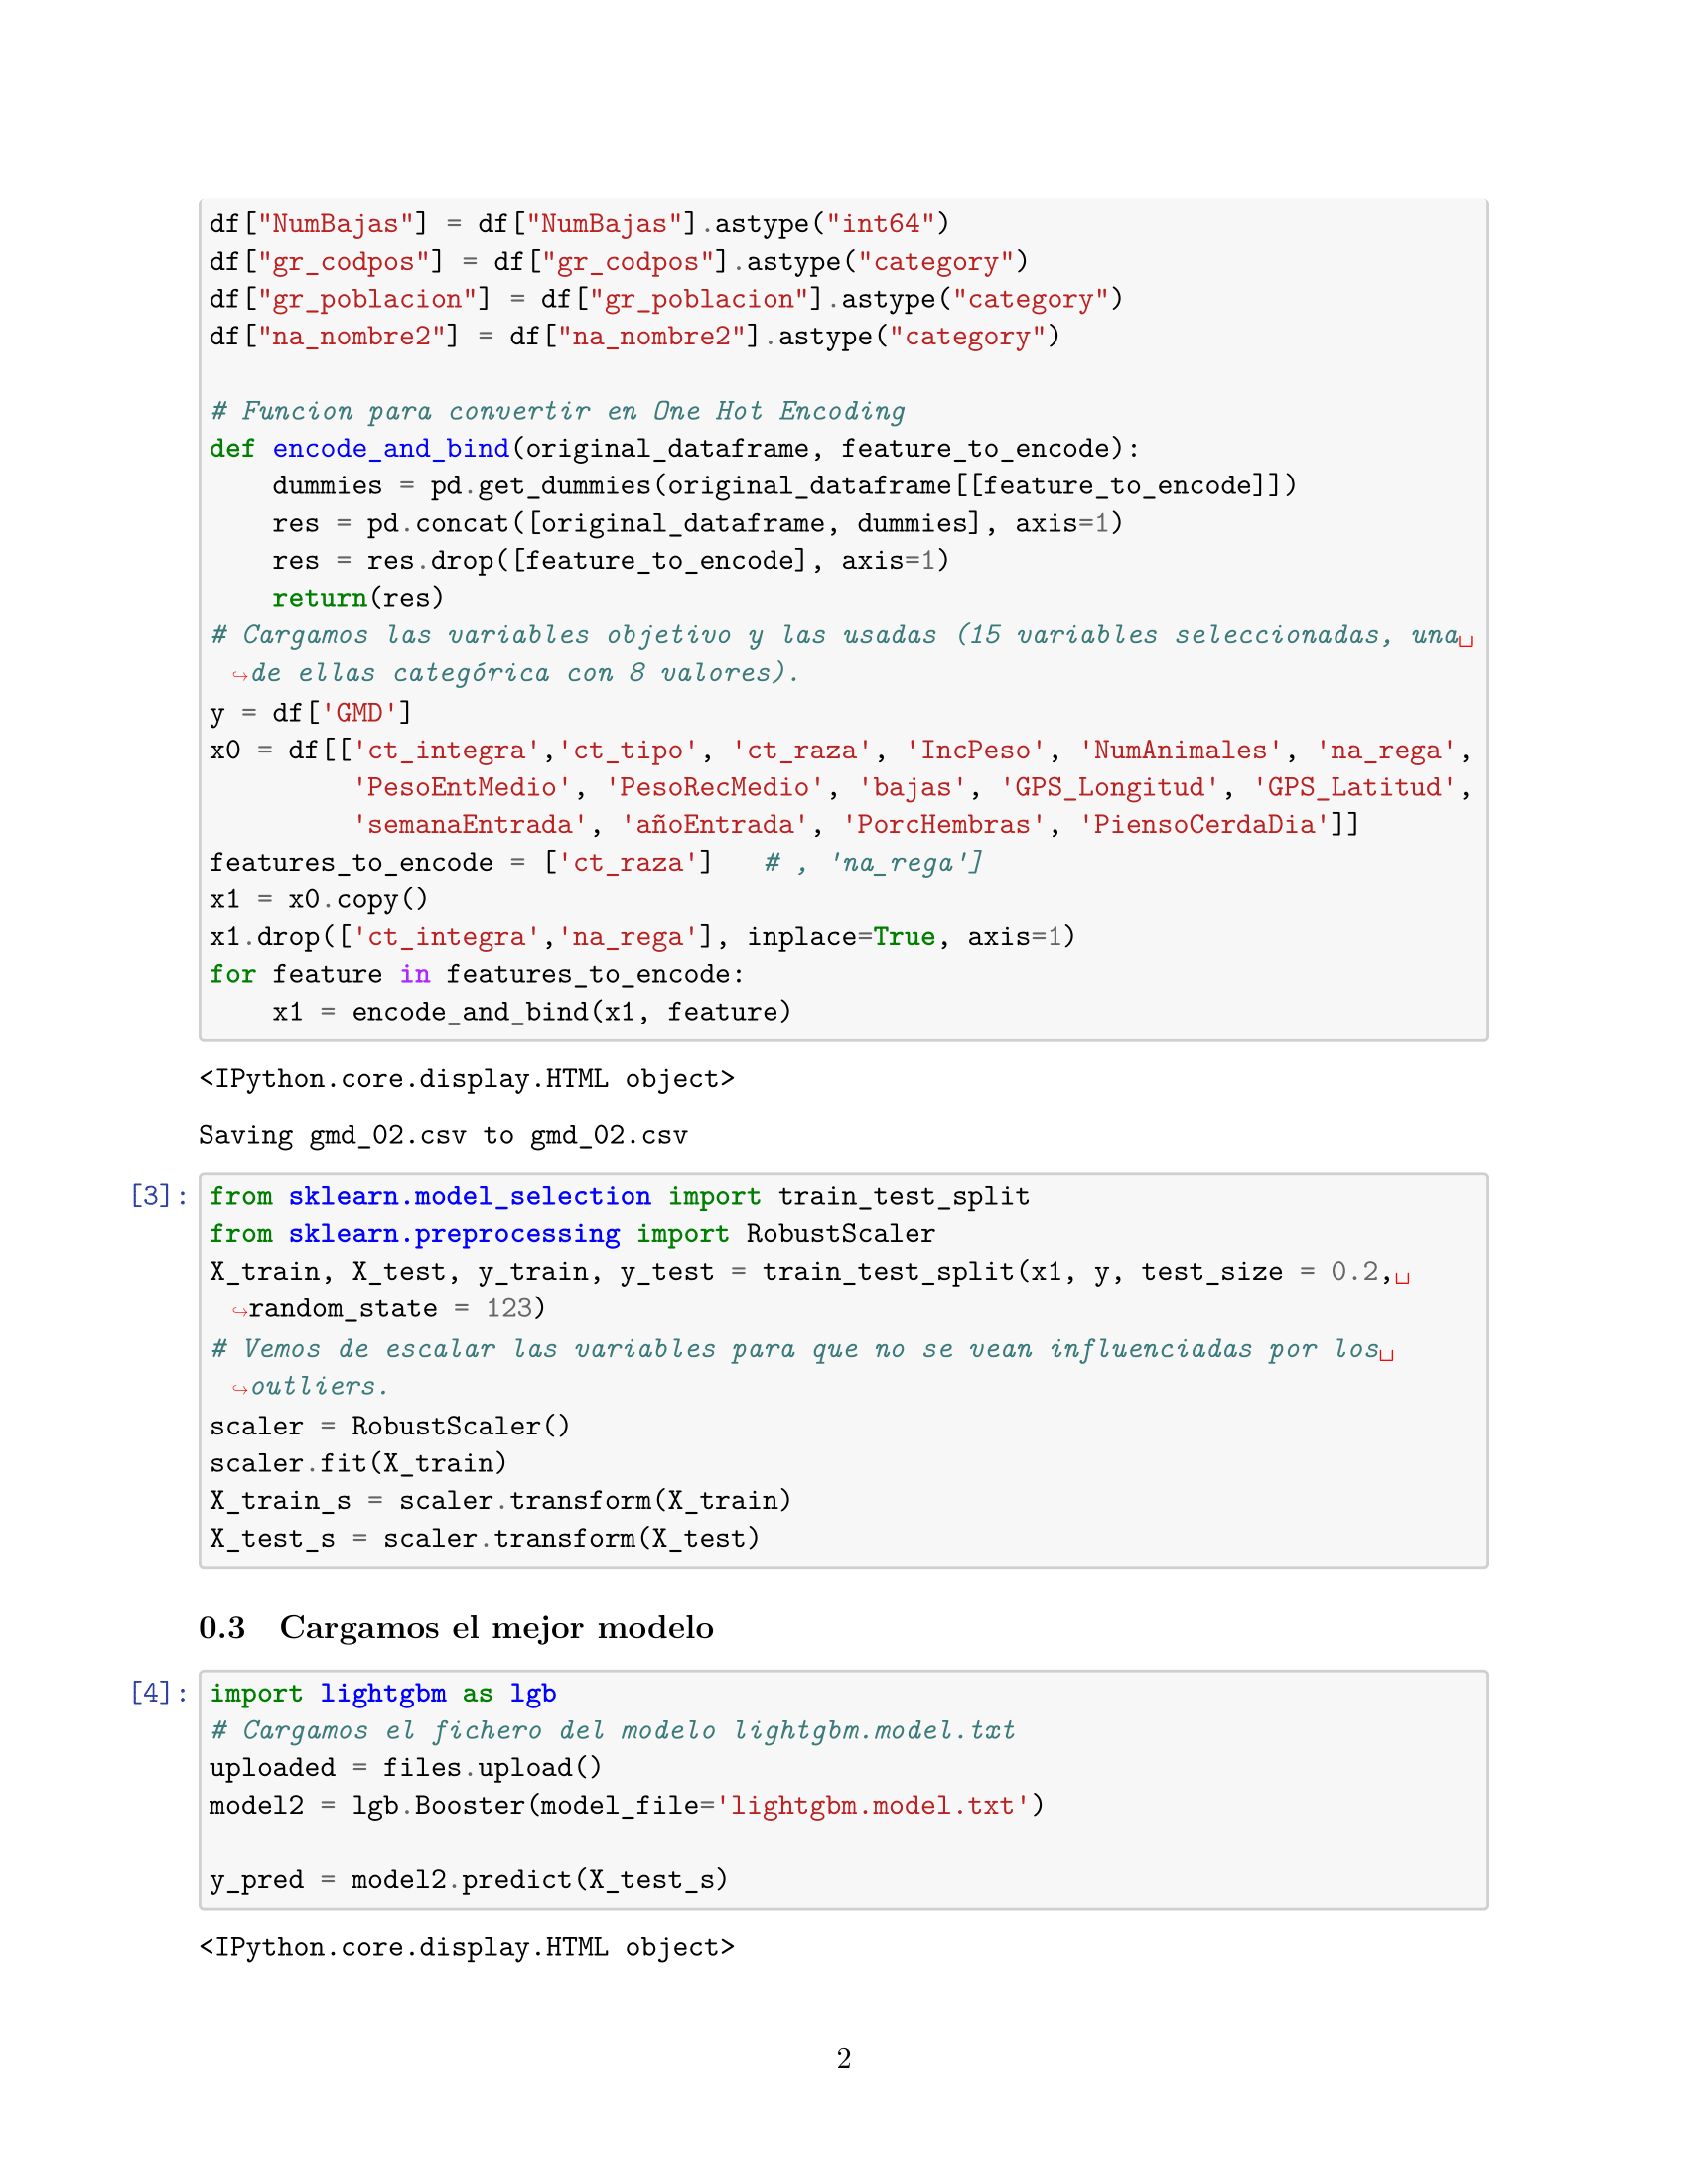 df["NumBajas"] = df["NumBajas"].astype("int64")
df["gr_codpos"] = df["gr_codpos"].astype("category")
df["gr_poblacion"] = df["gr_poblacion"].astype("category")
df["na_nombre2"] = df["na_nombre2"].astype("category")

# Funcion para convertir en One Hot Encoding
def encode_and_bind(original_dataframe, feature_to_encode):
    dummies = pd.get_dummies(original_dataframe[[feature_to_encode]])
    res = pd.concat([original_dataframe, dummies], axis=1)
    res = res.drop([feature_to_encode], axis=1)
    return(res)
# Cargamos las variables objetivo y las usadas (15 variables seleccionadas, una␣
↪de ellas categórica con 8 valores).
y = df['GMD']
x0 = df[['ct_integra','ct_tipo', 'ct_raza', 'IncPeso', 'NumAnimales', 'na_rega',
         'PesoEntMedio', 'PesoRecMedio', 'bajas', 'GPS_Longitud', 'GPS_Latitud',
         'semanaEntrada', 'añoEntrada', 'PorcHembras', 'PiensoCerdaDia']]
features_to_encode = ['ct_raza']   # , 'na_rega']
x1 = x0.copy()
x1.drop(['ct_integra','na_rega'], inplace=True, axis=1)
for feature in features_to_encode:
    x1 = encode_and_bind(x1, feature)
<IPython.core.display.HTML object>
Saving gmd_02.csv to gmd_02.csv
[3]: from sklearn.model_selection import train_test_split
from sklearn.preprocessing import RobustScaler
X_train, X_test, y_train, y_test = train_test_split(x1, y, test_size = 0.2,␣
↪random_state = 123)
# Vemos de escalar las variables para que no se vean influenciadas por los␣
↪outliers.
scaler = RobustScaler()
scaler.fit(X_train)
X_train_s = scaler.transform(X_train)
X_test_s = scaler.transform(X_test)
0.3 Cargamos el mejor modelo
[4]: import lightgbm as lgb
# Cargamos el fichero del modelo lightgbm.model.txt
uploaded = files.upload()
model2 = lgb.Booster(model_file='lightgbm.model.txt')

y_pred = model2.predict(X_test_s)
<IPython.core.display.HTML object>
2